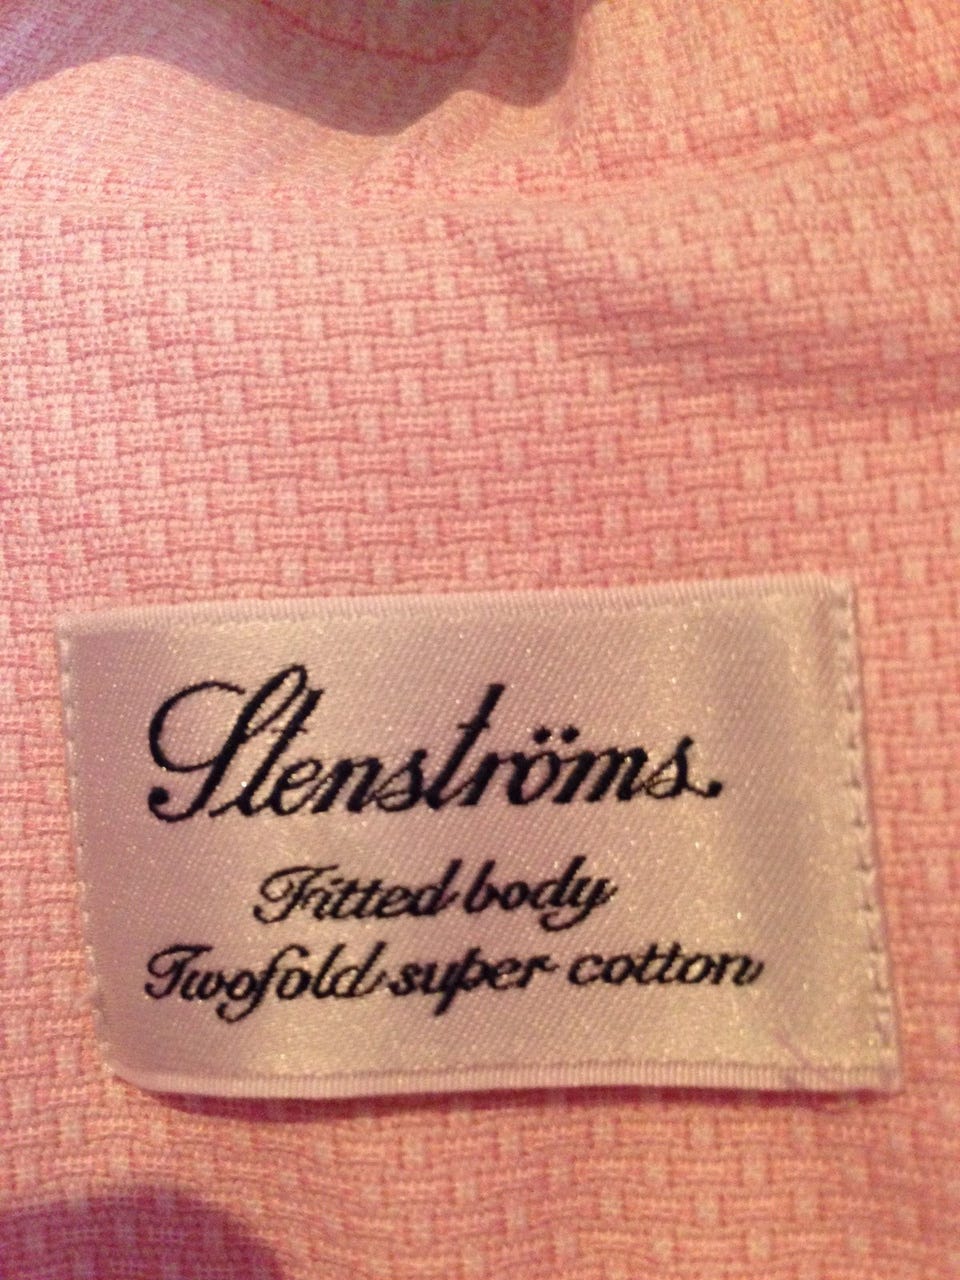 Stenströms
Fitted body
Twofold super cotton